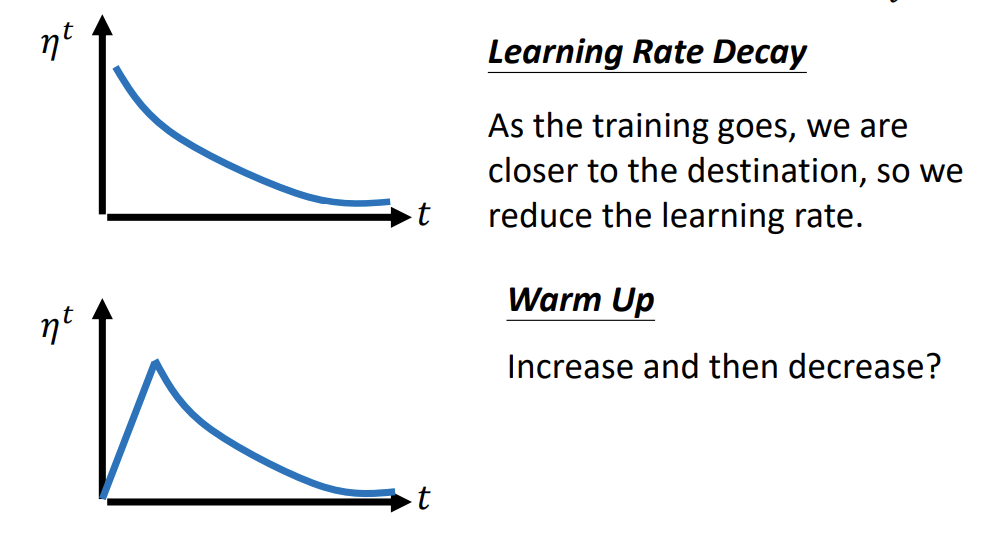 η^t
Learning Rate Decay
As the training goes, we are
closer to the destination, so we
reduce the learning rate.
t
Warm Up
η^t
Increase and then decrease?
t